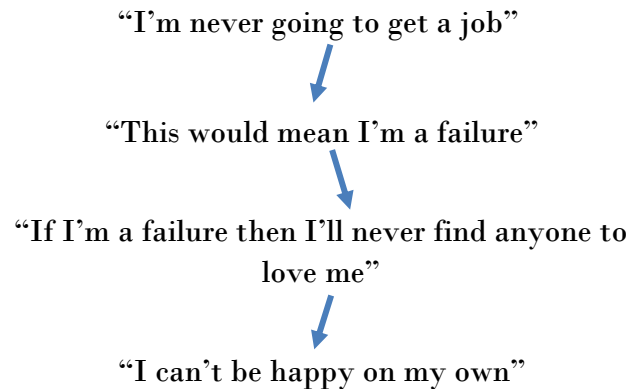 “I’m never going to get a job”
“This would mean I’m a failure”
“If I’m a failure then I’ll never find anyone to
love me”
“I can’t be happy on my own”